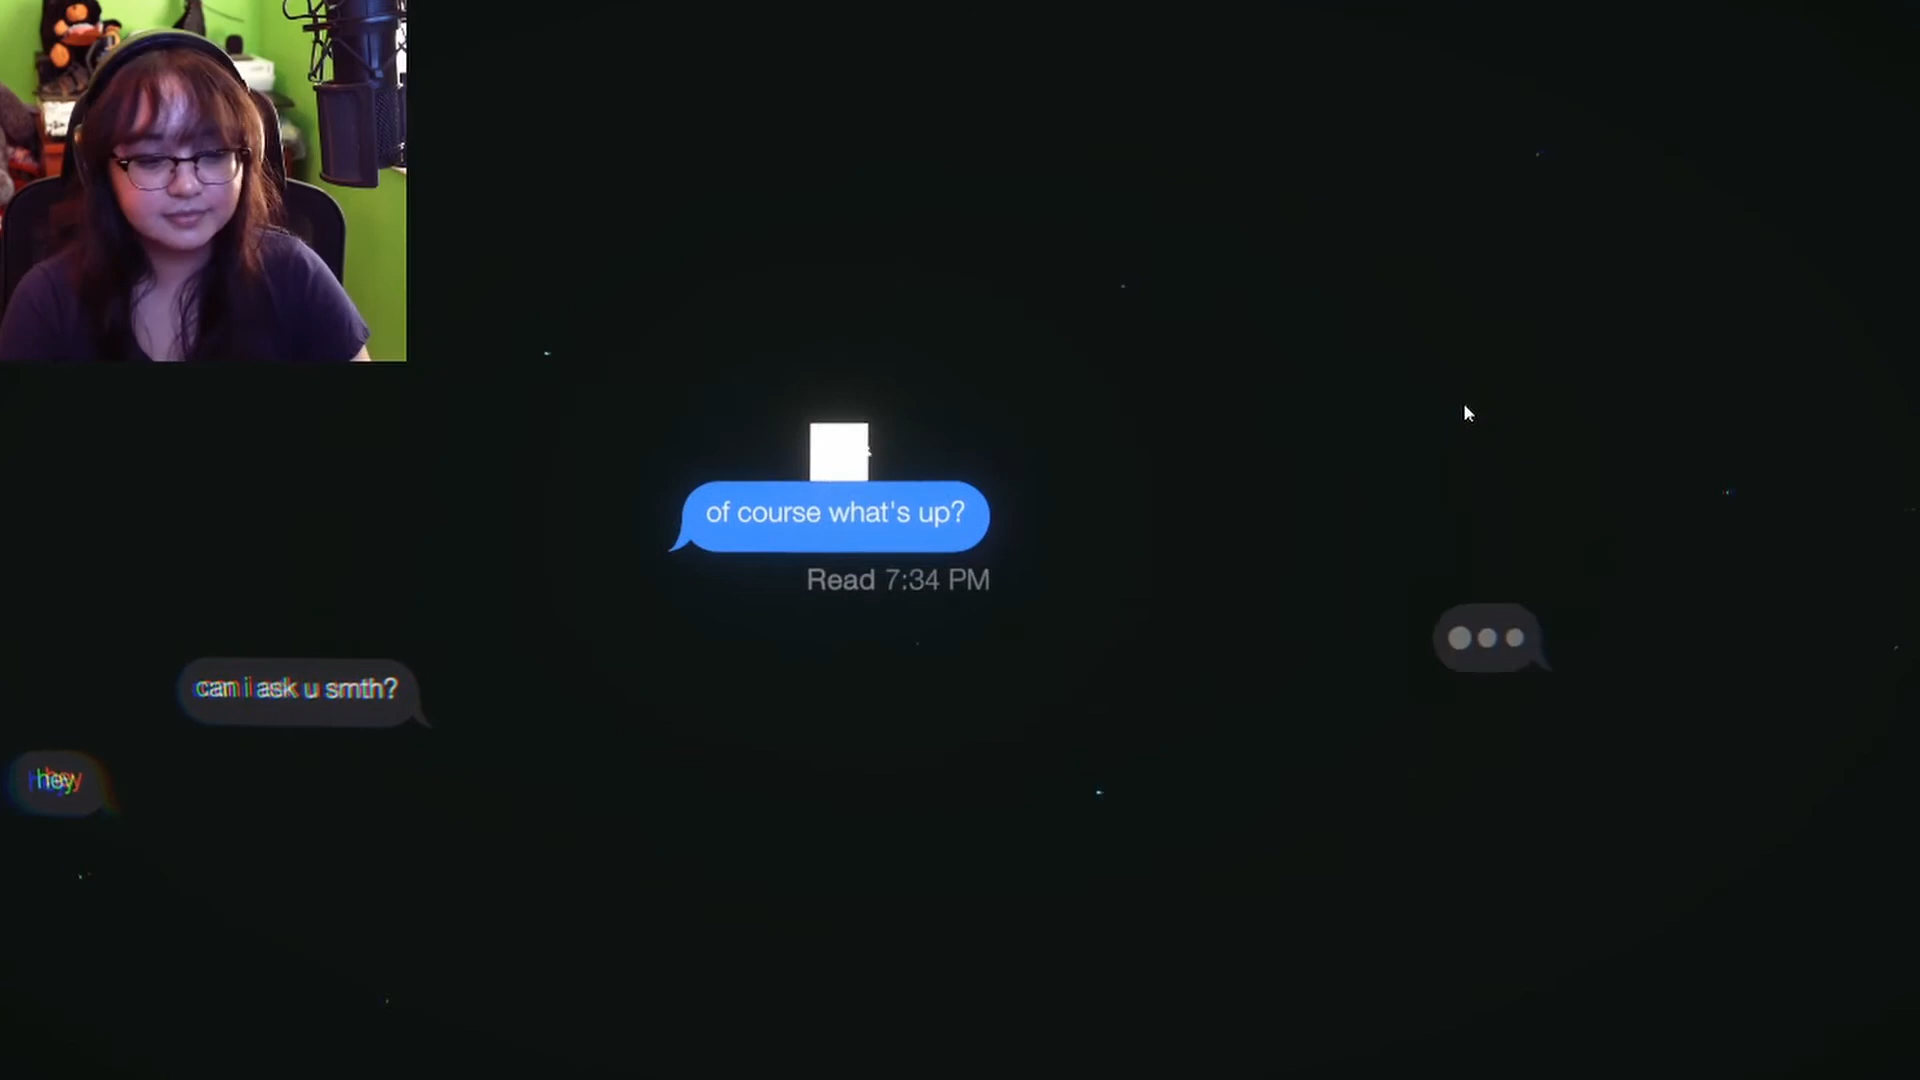 of course what's up?
Read 7:34 PM
can i ask u smth?
hey